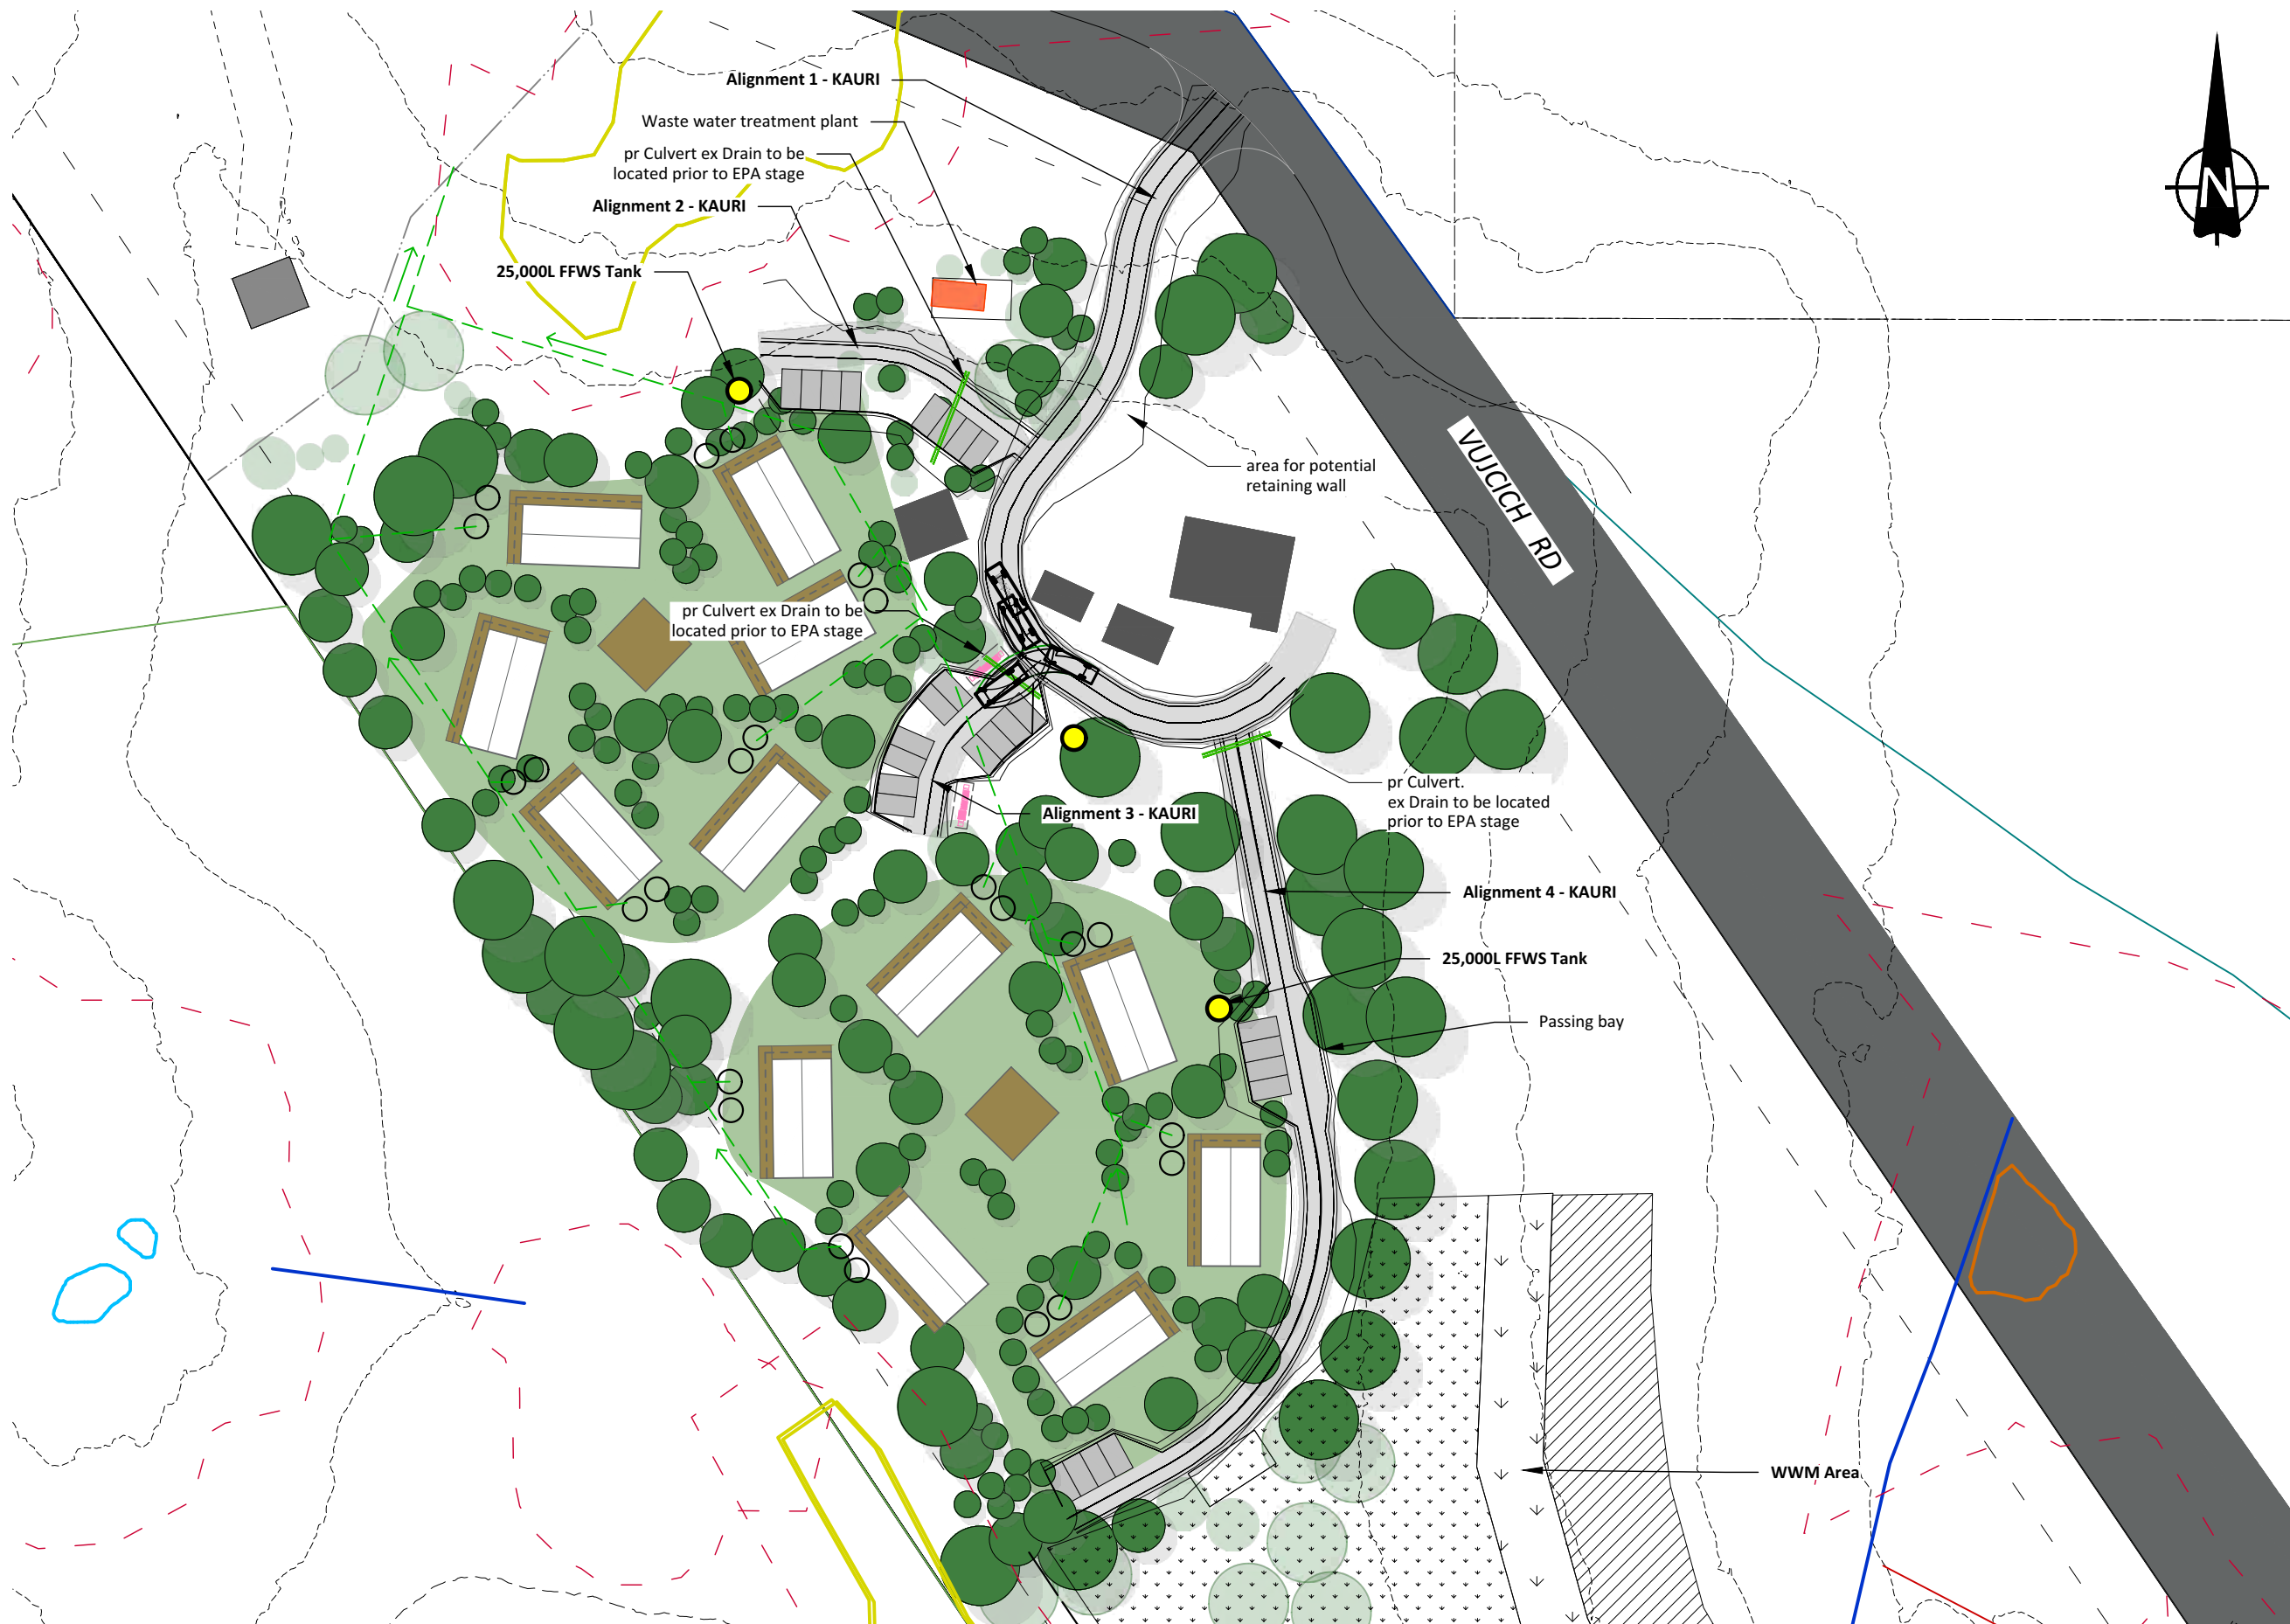 Alignment 1 - KAURI
Waste water treatment plant
pr Culvert ex Drain to be
located prior to EPA stage
Alignment 2 - KAURI
25,000L FFWS Tank
N
area for potential
retaining wall
VUJCICH RD
pr Culvert ex Drain to be
located prior to EPA stage
pr Culvert.
ex Drain to be located
prior to EPA stage
Alignment 3 - KAURI
Alignment 4 - KAURI
25,000L FFWS Tank
Passing bay
WWM Area